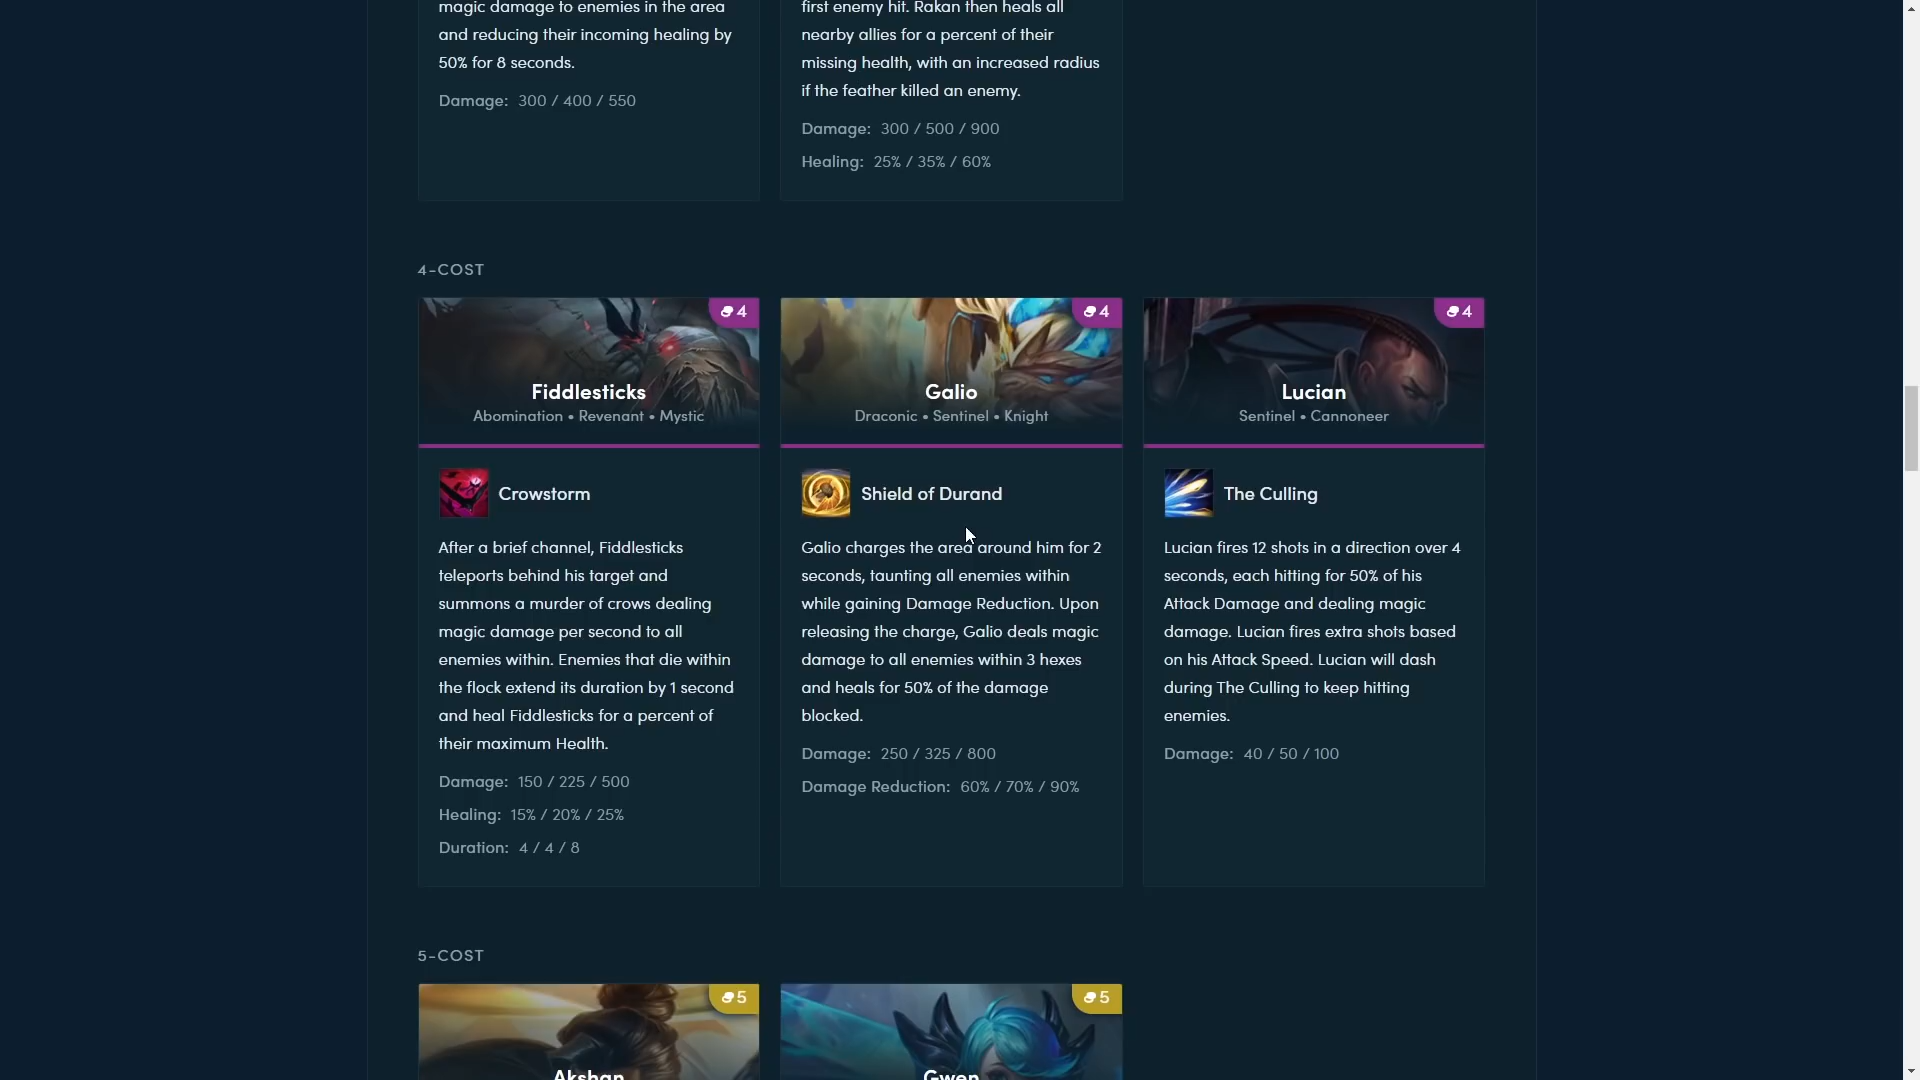 magic damage to enemies in the area
and reducing their incoming healing by
50% for 8 seconds.
Damage: 300 / 400 / 550
first enemy hit. Rakan then heals all
nearby allies for a percent of their
missing health, with an increased radius
if the feather killed an enemy.
Damage: 300 / 500 / 900
Healing: 25% / 35% / 60%
4-COST
4
Fiddlesticks
Abomination • Revenant • Mystic
Crowstorm
After a brief channel, Fiddlesticks
teleports behind his target and
summons a murder of crows dealing
magic damage per second to all
enemies within. Enemies that die within
the flock extend its duration by 1 second
and heal Fiddlesticks for a percent of
their maximum Health.
Damage: 150 / 225 / 500
Healing: 15% / 20% / 25%
Duration: 4 / 4 / 8
4
Galio
Draconic • Sentinel • Knight
Shield of Durand
Galio charges the area around him for 2
seconds, taunting all enemies within
while gaining Damage Reduction. Upon
releasing the charge, Galio deals magic
damage to all enemies within 3 hexes
and heals for 50% of the damage
blocked.
Damage: 250 / 325 / 800
Damage Reduction: 60% / 70% / 90%
4
Lucian
Sentinel • Cannoneer
The Culling
Lucian fires 12 shots in a direction over 4
seconds, each hitting for 50% of his
Attack Damage and dealing magic
damage. Lucian fires extra shots based
on his Attack Speed. Lucian will dash
during The Culling to keep hitting
enemies.
Damage: 40 / 50 / 100
5-COST
5
Akshan
5
Gwen